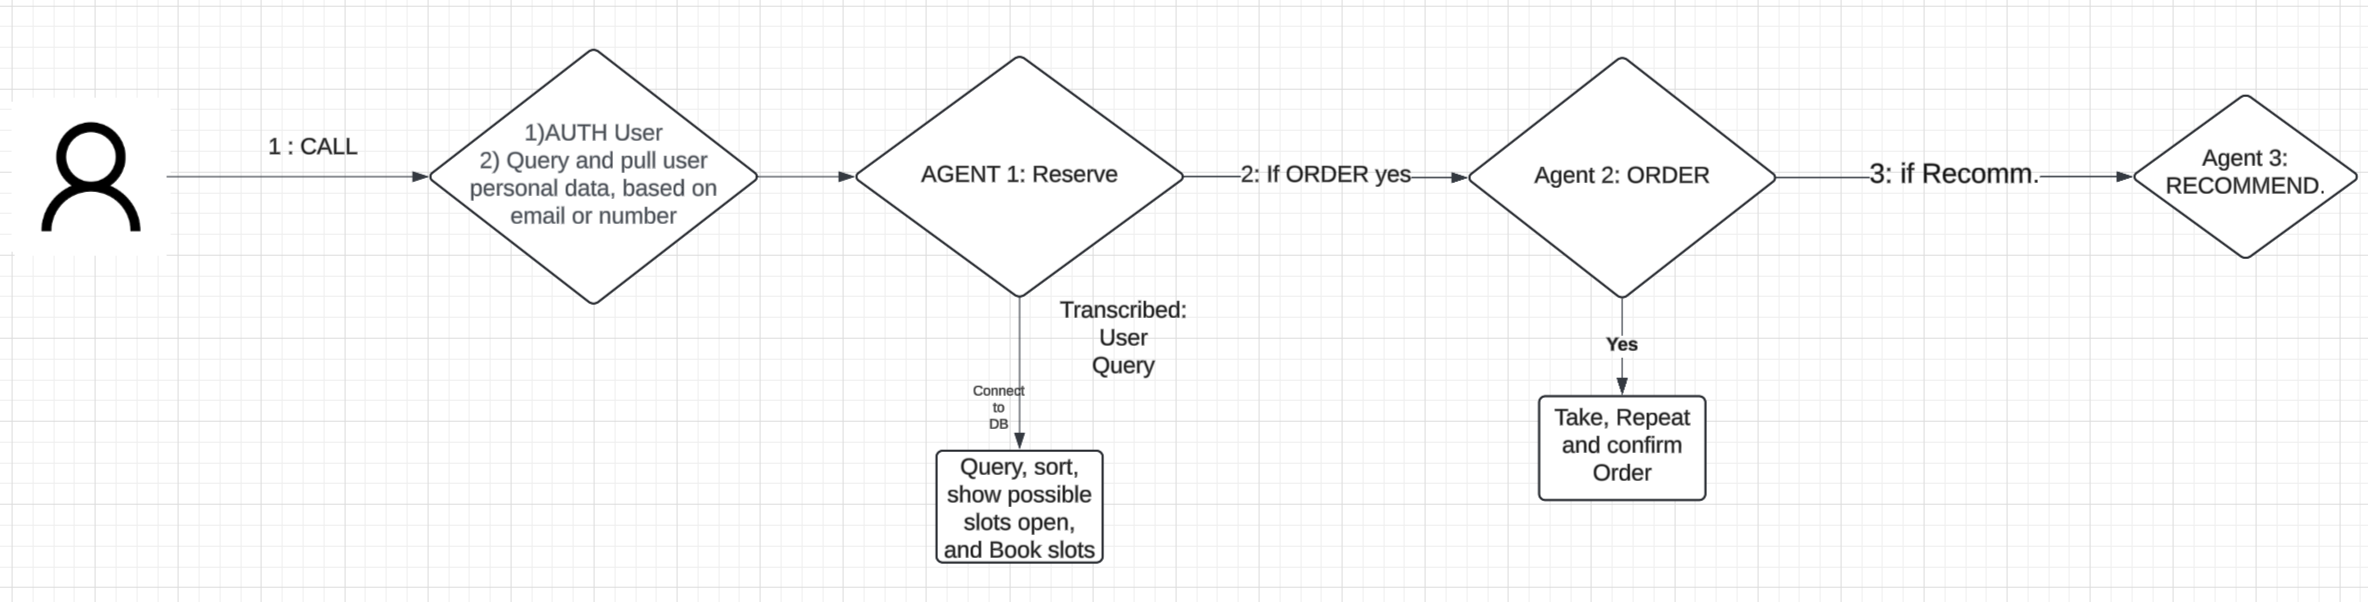 1 : CALL
1)AUTH User
2) Query and pull user
personal data, based on
email or number
AGENT 1: Reserve
2: If ORDER yes
Agent 2: ORDER
3: if Recomm.
Agent 3:
RECOMMEND.
Transcribed:
User
Query
Connect
to
DB
Query, sort,
show possible
slots open,
and Book slots
Yes
Take, Repeat
and confirm
Order